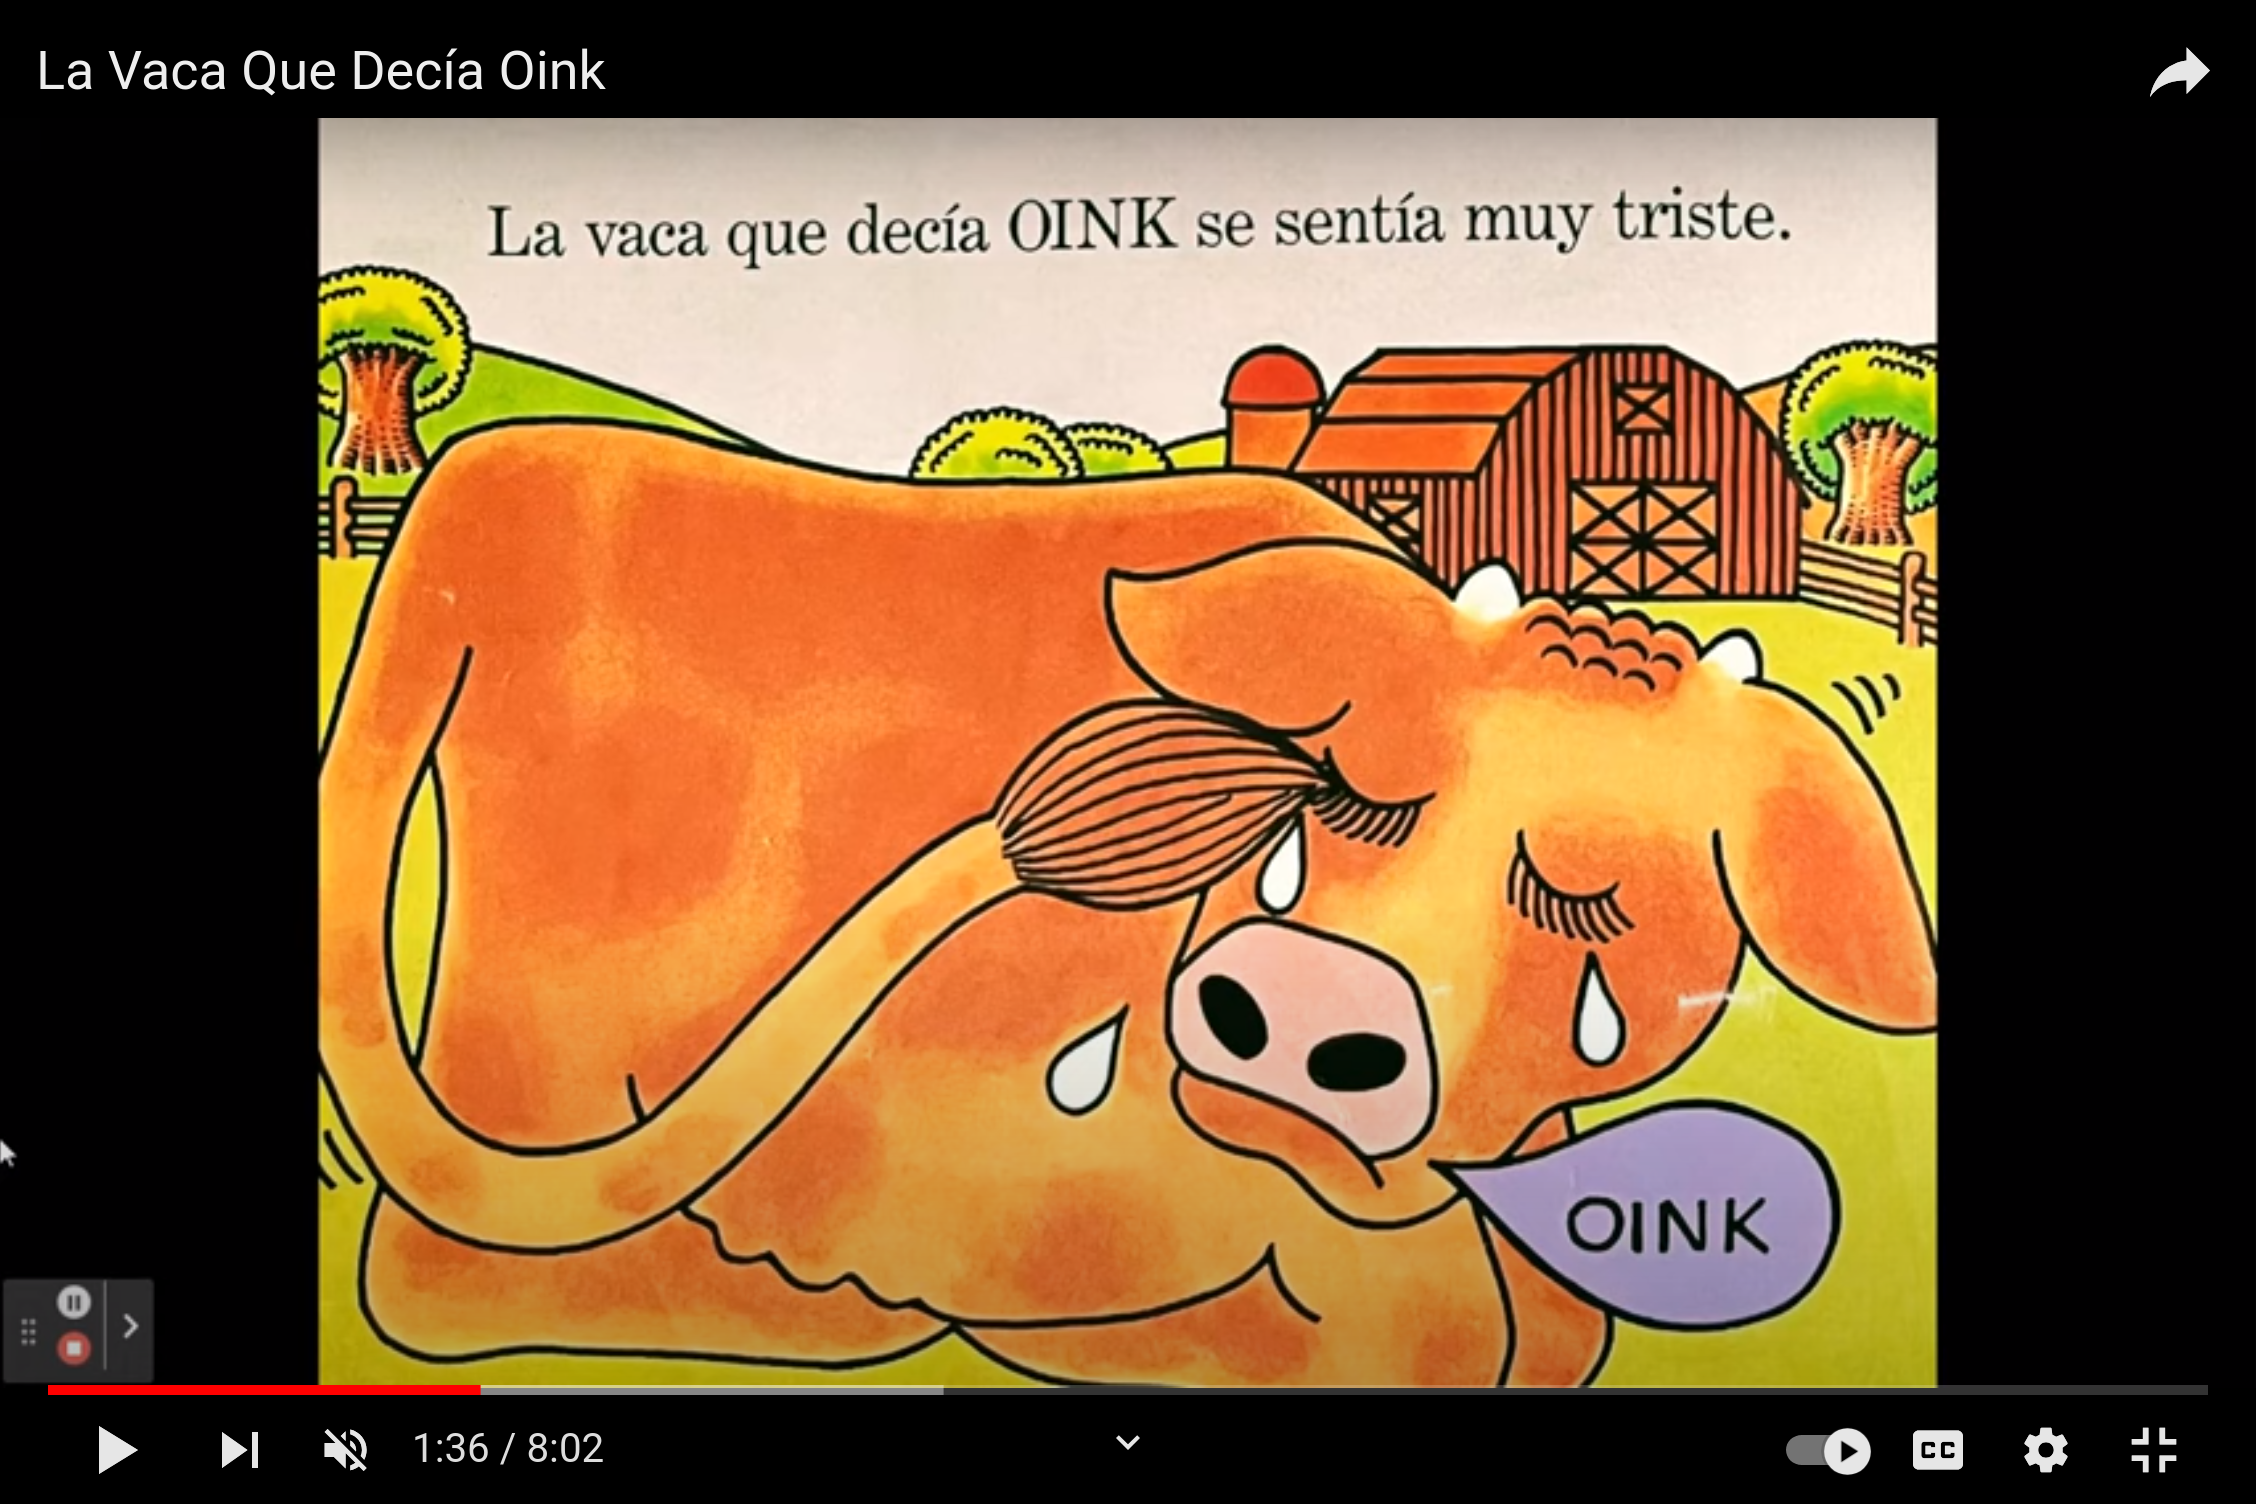 La Vaca Que Decía Oink
La vaca que decía OINK se sentía muy triste.
OINK
1:36 / 8:02
CC